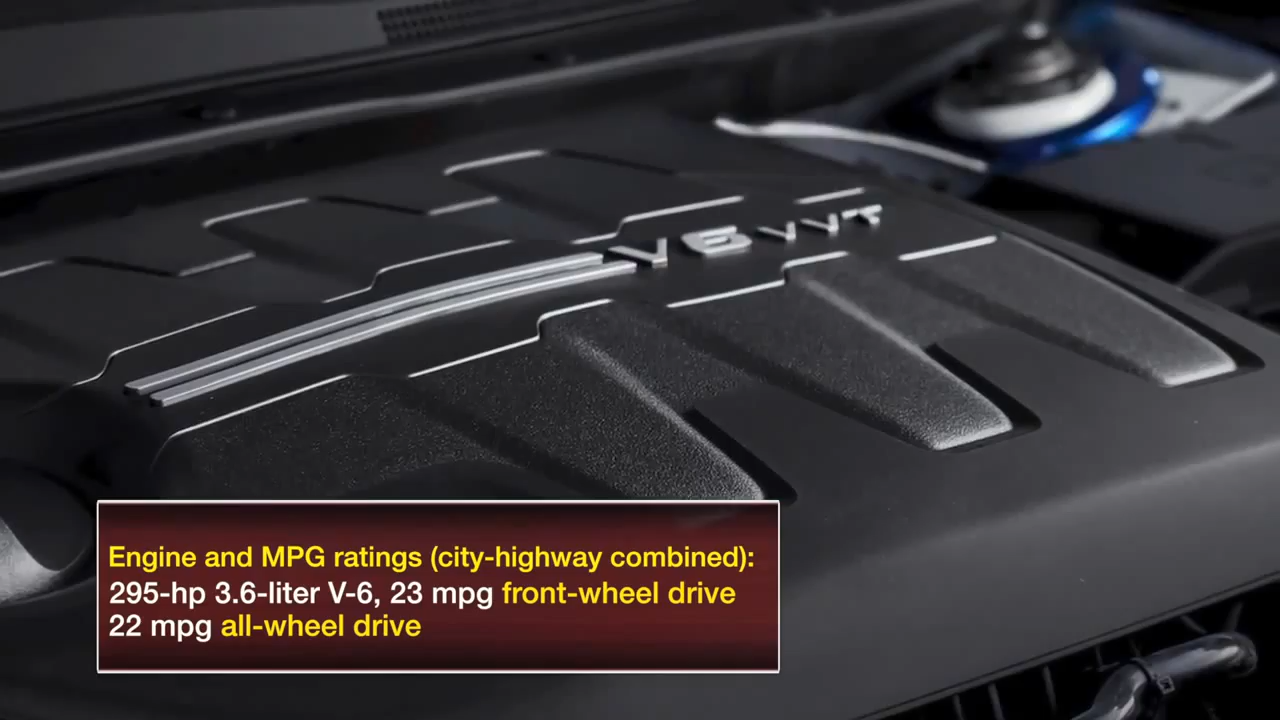 V6 VVT
Engine and MPG ratings (city-highway combined):
295-hp 3.6-liter V-6, 23 mpg front-wheel drive
22 mpg all-wheel drive